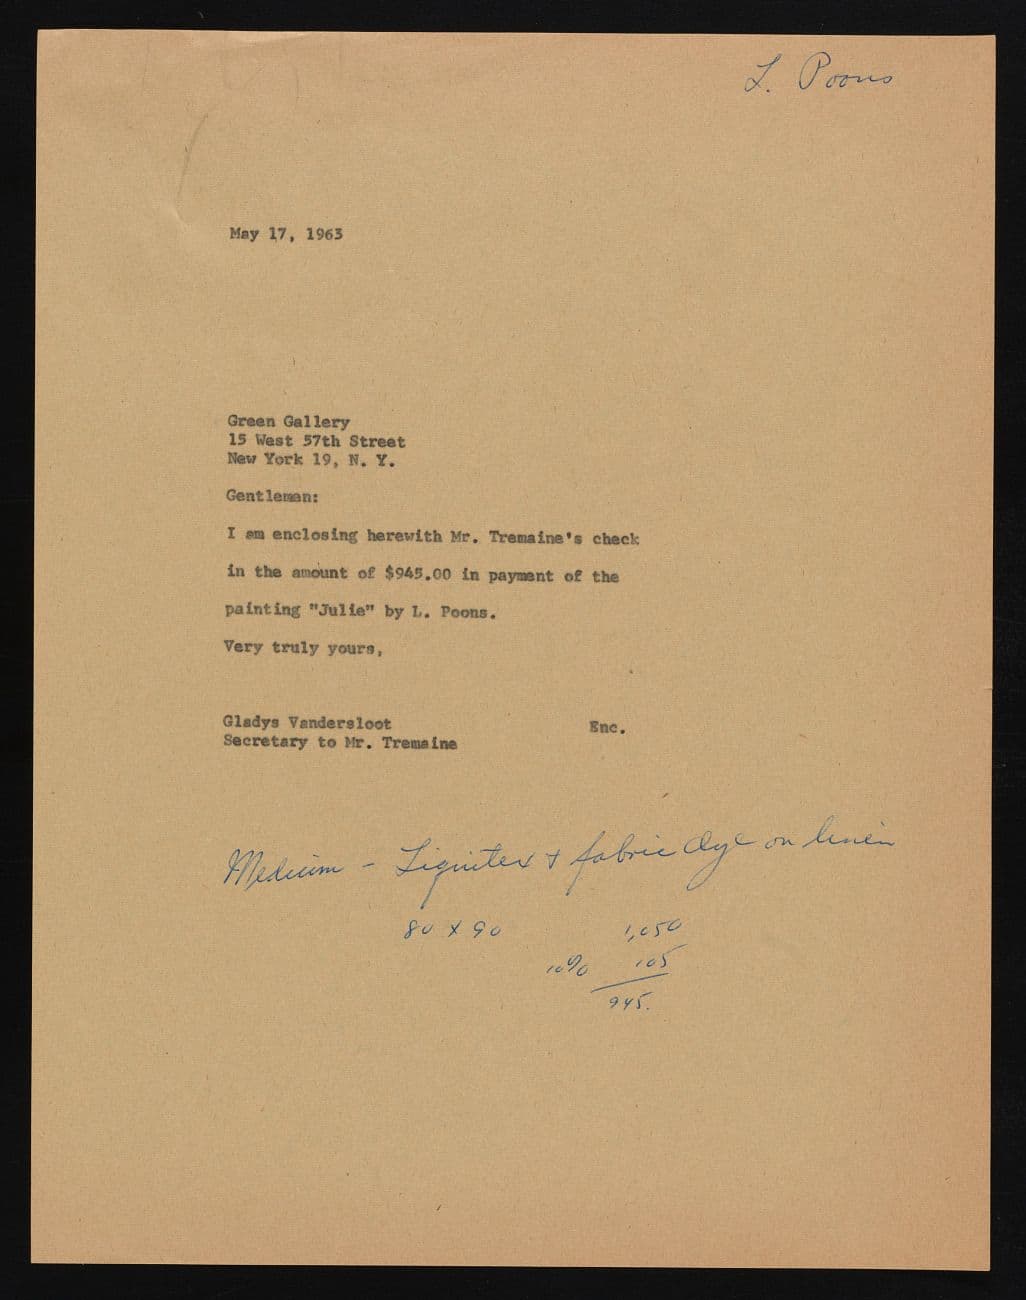 L. Poons
May 17, 1963
Green Gallery
15 West 57th Street
New York 19, N. Y.
Gentlemen:
I am enclosing herewith Mr. Tremaine's check
in the amount of $945.00 in payment of the
painting "Julie" by L. Poons.
Very truly yours,
Gladys Vandersloot Enc.
Secretary to Mr. Tremaine
Medium - Liquitex + fabric dye on linen
80 X 90 1,050
10% 105
945.